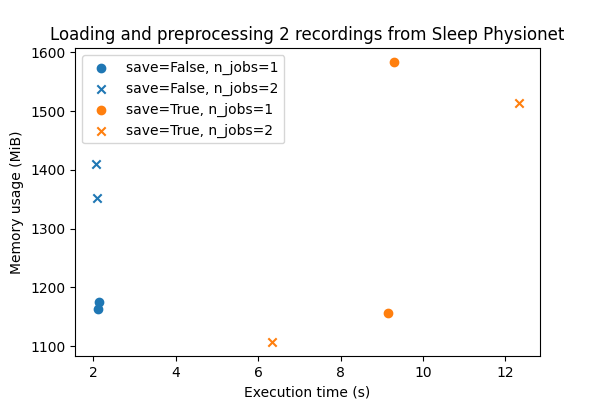 Loading and preprocessing 2 recordings from Sleep Physionet
save=False, n_jobs=1
save=False, n_jobs=2
save=True, n_jobs=1
save=True, n_jobs=2
Memory usage (MiB)
1600
1500
1400
1300
1200
1100
2 4 6 8 10 12
Execution time (s)